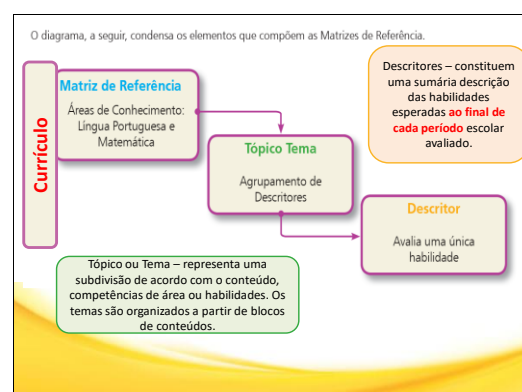 O diagrama, a seguir, condensa os elementos que compõem as Matrizes de Referência.
Currículo
Matriz de Referência
Áreas de Conhecimento:
Língua Portuguesa e
Matemática
Descritores – constituem
uma sumária descrição
das habilidades
esperadas ao final de
cada período escolar
avaliado.
Tópico Tema
Agrupamento de
Descritores
Descritor
Avalia uma única
habilidade
Tópico ou Tema – representa uma
subdivisão de acordo com o conteúdo,
competências de área ou habilidades. Os
temas são organizados a partir de blocos
de conteúdos.